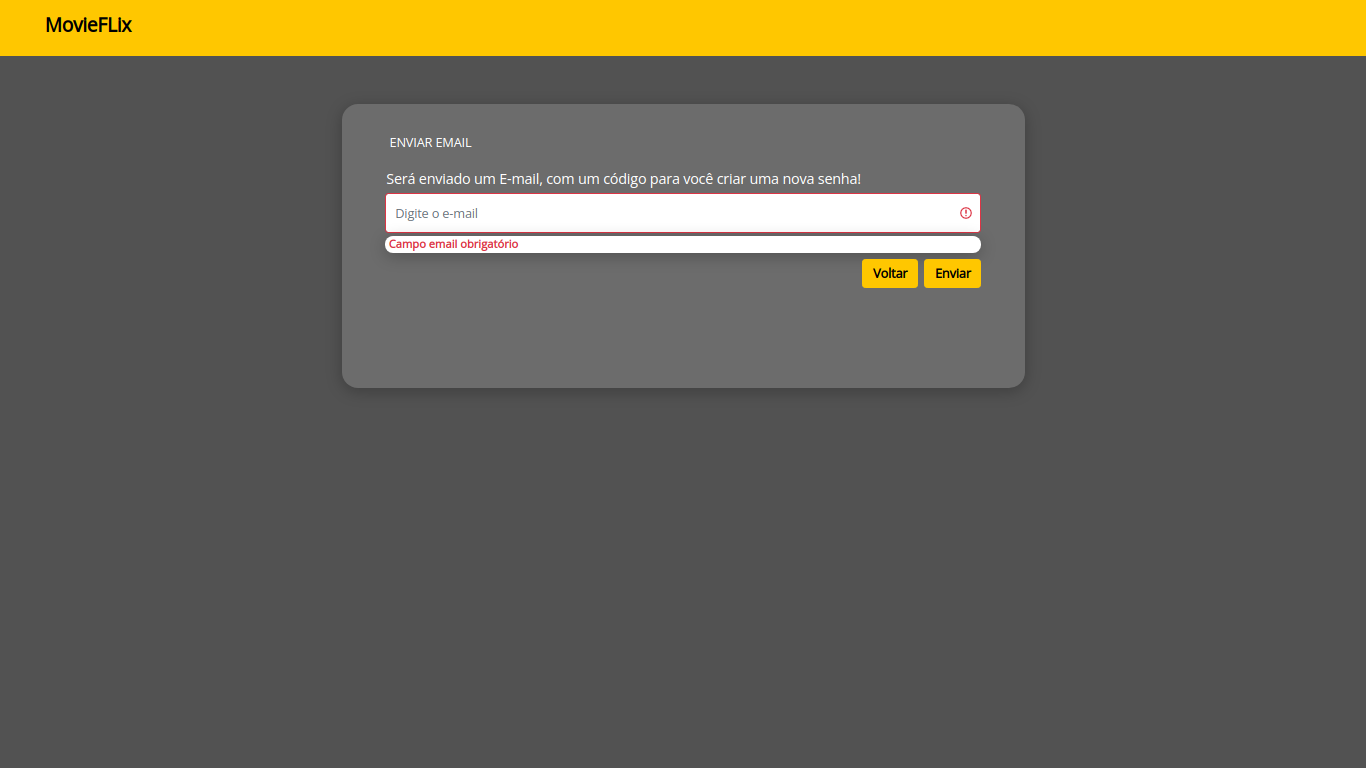 MovieFLix
ENVIAR EMAIL
Será enviado um E-mail, com um código para você criar uma nova senha!
Digite o e-mail
Campo email obrigatório
Voltar Enviar